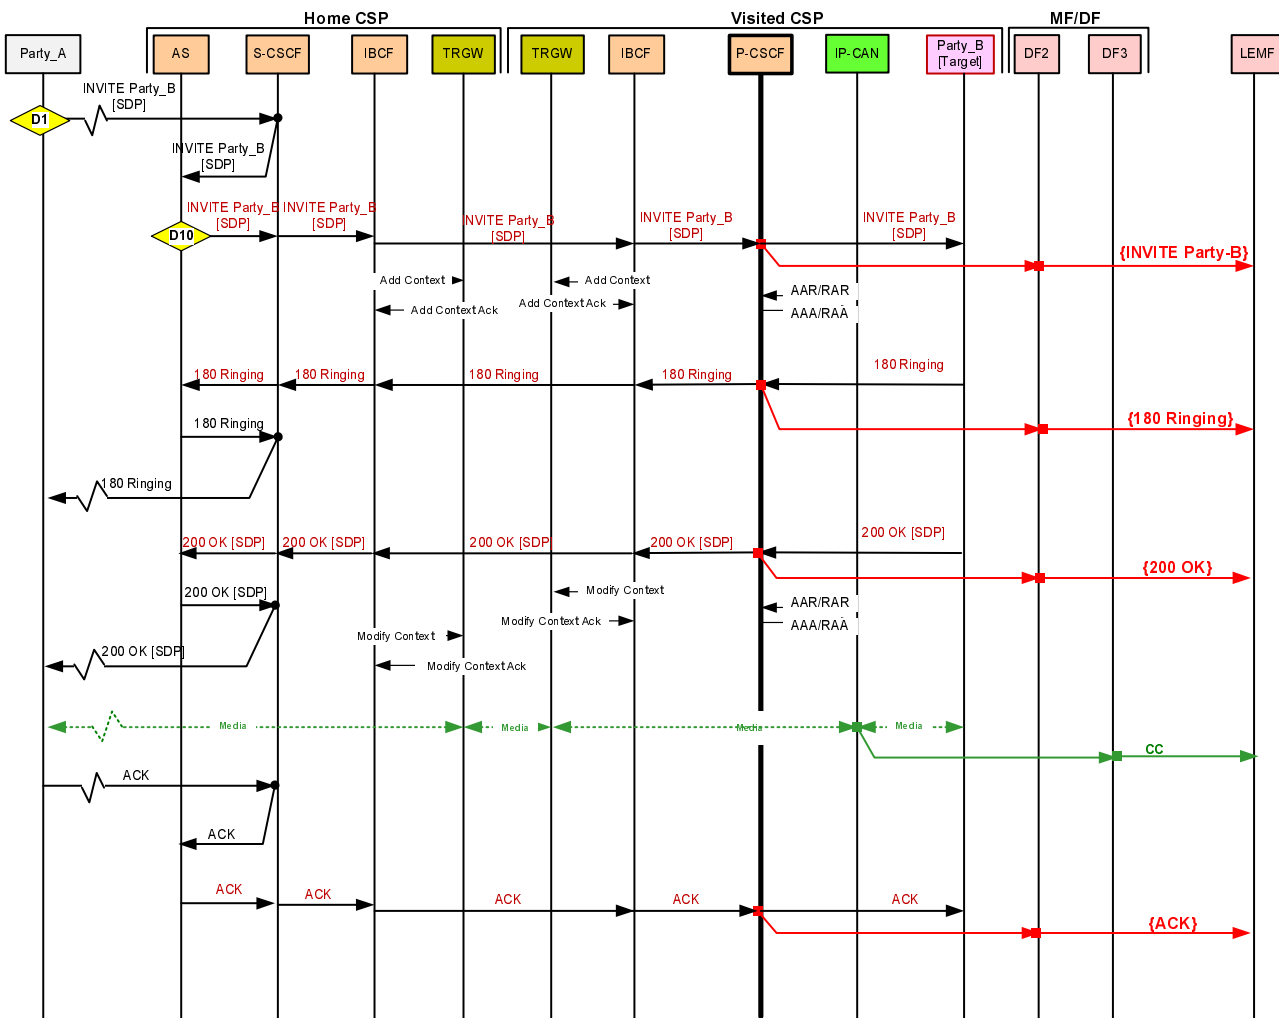 Home CSP
Visited CSP
MF/DF
Party_A
AS
S-CSCF
IBCF
TRGW
TRGW
IBCF
P-CSCF
IP-CAN
Party_B
[Target]
DF2
DF3
LEMF
INVITE Party_B
[SDP]
D1
INVITE Party_B
[SDP]
D10
INVITE Party_B
[SDP]
INVITE Party_B
[SDP]
NVITE Party_B
[SDP]
INVITE Party_B
[SDP]
INVITE Party_B
[SDP]
{INVITE Party-B}
Add Context
Add Context
Add Context Ack
Add Context Ack
AAR/RAR
AAA/RAA
180 Ringing
180 Ringing
180 Ringing
180 Ringing
180 Ringing
{180 Ringing}
180 Ringing
180 Ringing
200 OK [SDP]
200 OK [SDP]
200 OK [SDP]
200 OK [SDP]
200 OK [SDP]
{200 OK}
200 OK [SDP]
Modify Context
AAR/RAR
Modify Context Ack
AAA/RAA
Modify Context
200 OK [SDP]
Modify Context Ack
Media
Media
Media
Media
CC
ACK
ACK
ACK
ACK
ACK
ACK
ACK
{ACK}